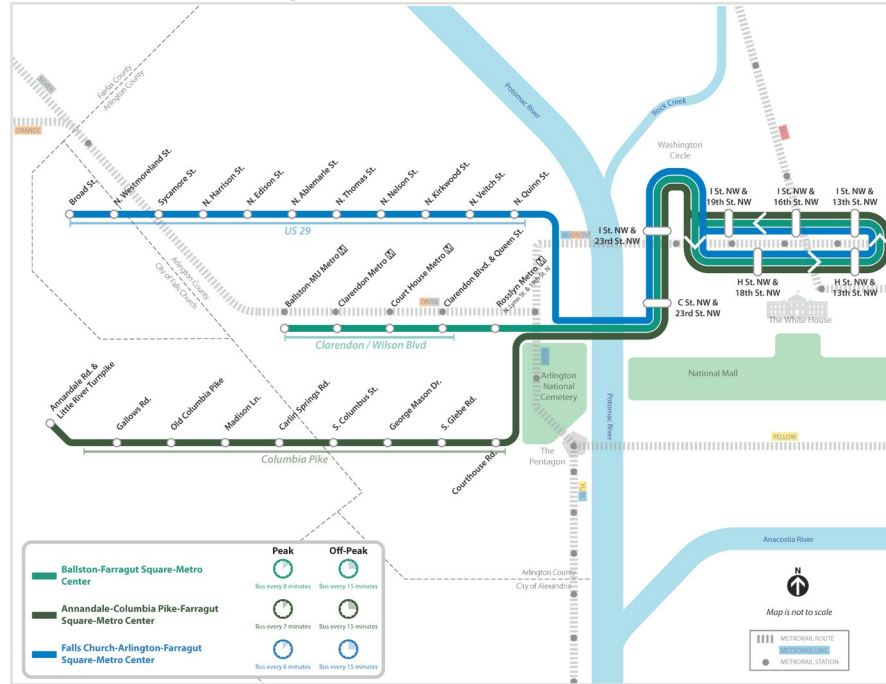 SILVER
ORANGE
Fairfax County
Arlington County
Potomac River
Rock Creek
RED
Washington
Circle
Broad St.
N. Westmoreland St.
Sycamore St.
N. Harrison St.
N. Edison St.
N. Ablemarle St.
N. Thomas St.
N. Nelson St.
N. Kirkwood St.
N. Veitch St.
N. Quinn St.
US 29
I St. NW &
19th St. NW
I St. NW &
16th St. NW
I St. NW &
13th St. NW
I St. NW &
23rd St. NW
BL/OR/SV
H St. NW &
18th St. NW
H St. NW &
13th St. NW
C St. NW &
23rd St. NW
The White House
Arlington County
City of Falls Church
Ballston-MU Metro M
Clarendon Metro M
Court House Metro M
Clarendon Blvd. & Queen St.
Rosslyn Metro M
N. Lynn St. & 19th St. N
OR/SV
Clarendon / Wilson Blvd
National Mall
Arlington
National
Cemetery
Potomac River
Annandale Rd. &
Little River Turnpike
Gallows Rd.
Old Columbia Pike
Madison Ln.
Carlin Springs Rd.
S. Columbus St.
George Mason Dr.
S. Glebe Rd.
Courthouse Rd.
Columbia Pike
The
Pentagon
YELLOW
YL/BL
Anacostia River
Arlington County
City of Alexandria
N
Map is not to scale
METRORAIL ROUTE
METRORAIL LINE
METRORAIL STATION
Peak
Off-Peak
Ballston-Farragut Square-Metro
Center
Bus every 8 minutes
Bus every 15 minutes
Annandale-Columbia Pike-Farragut
Square-Metro Center
Bus every 7 minutes
Bus every 15 minutes
Falls Church-Arlington-Farragut
Square-Metro Center
Bus every 6 minutes
Bus every 15 minutes